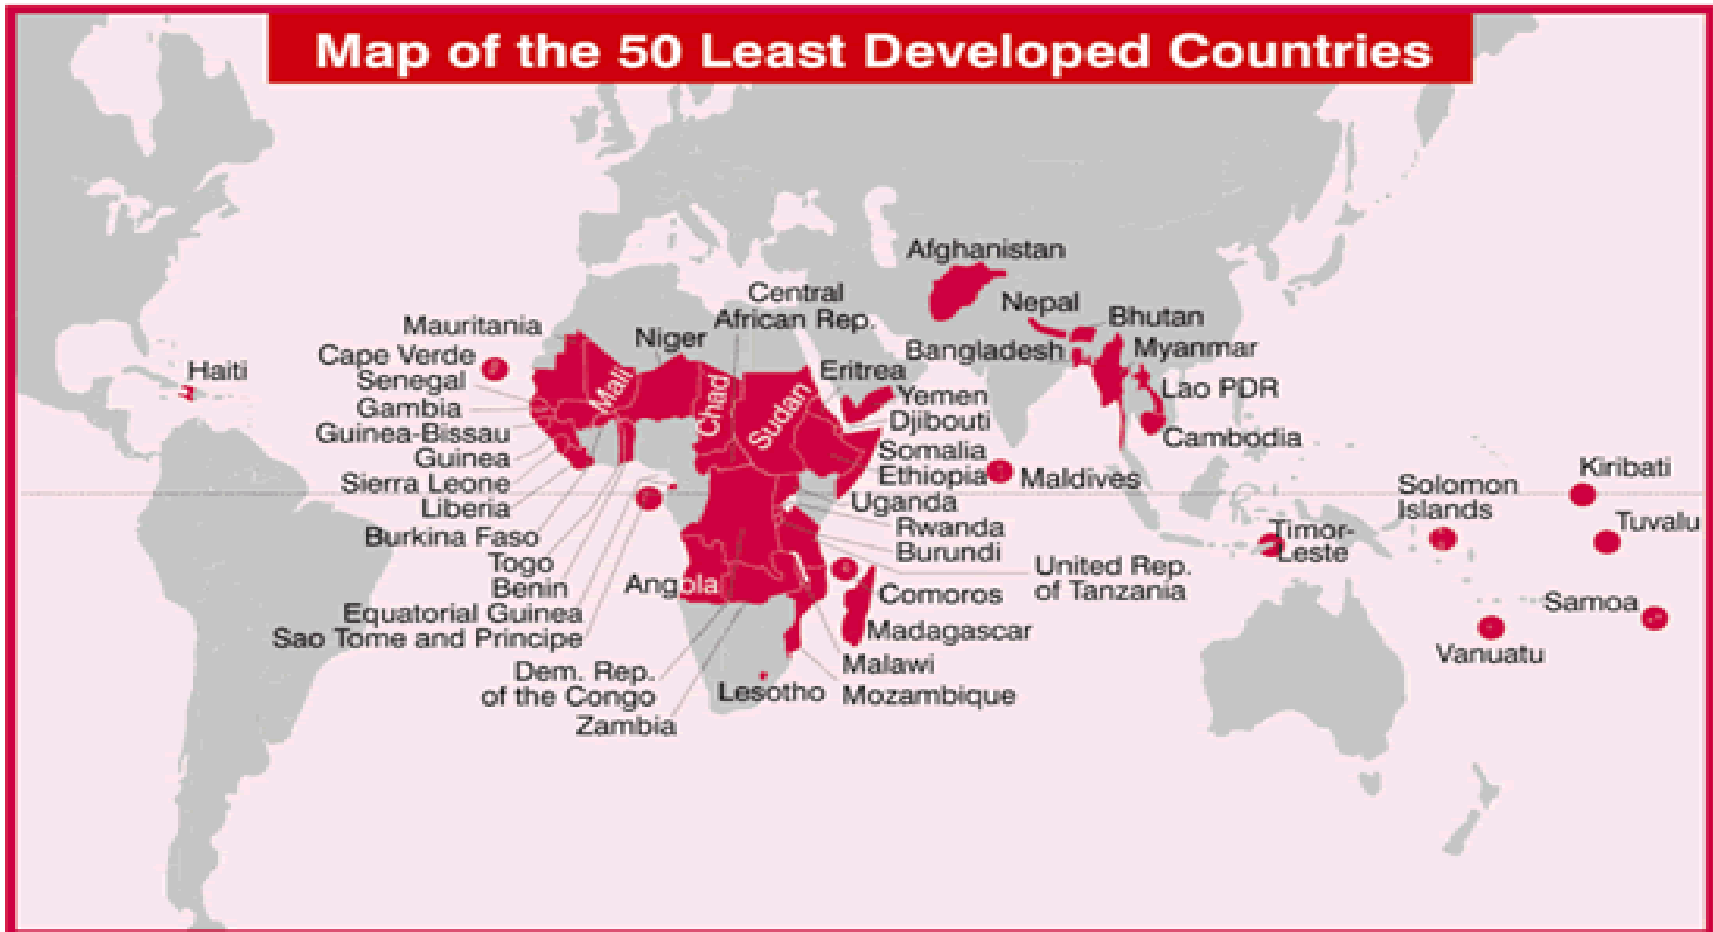 Map of the 50 Least Developed Countries
Afghanistan
Central
African Rep.
Nepal
Bhutan
Mauritania
Niger
Cape Verde
Bangladesh
Myanmar
Haiti
Senegal
Mali
Chad
Sudan
Eritrea
Yemen
Lao PDR
Gambia
Djibouti
Guinea-Bissau
Cambodia
Guinea
Somalia
Sierra Leone
Ethiopia
Maldives
Kiribati
Liberia
Uganda
Solomon
Islands
Burkina Faso
Rwanda
Timor-
Leste
Tuvalu
Togo
Burundi
Benin
Angola
United Rep.
of Tanzania
Equatorial Guinea
Comoros
Samoa
Sao Tome and Principe
Madagascar
Vanuatu
Dem. Rep.
of the Congo
Malawi
Lesotho
Mozambique
Zambia